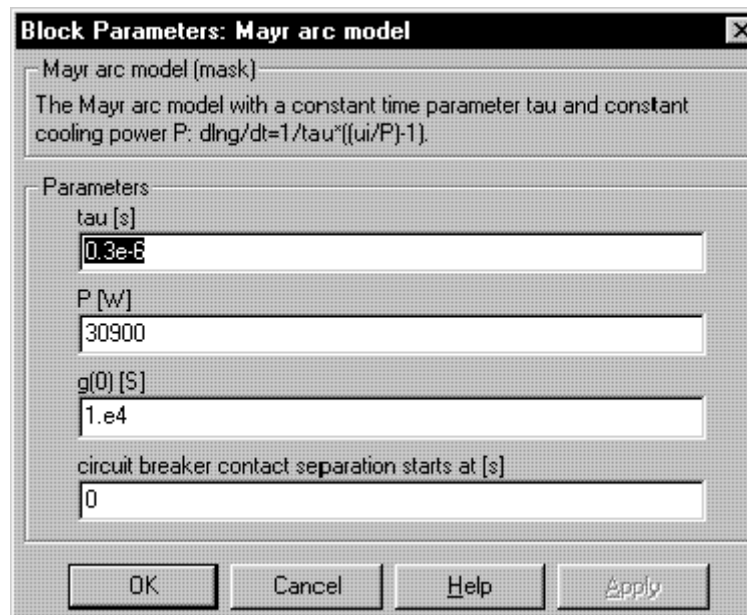 Block Parameters: Mayr arc model
Mayr arc model (mask)
The Mayr arc model with a constant time parameter tau and constant
cooling power P: dlng/dt=1/tau*((ui/P)-1).
Parameters
tau [s]
0.3e-6
P [W]
30900
g(0) [S]
1.e4
circuit breaker contact separation starts at [s]
0
OK Cancel Help Apply